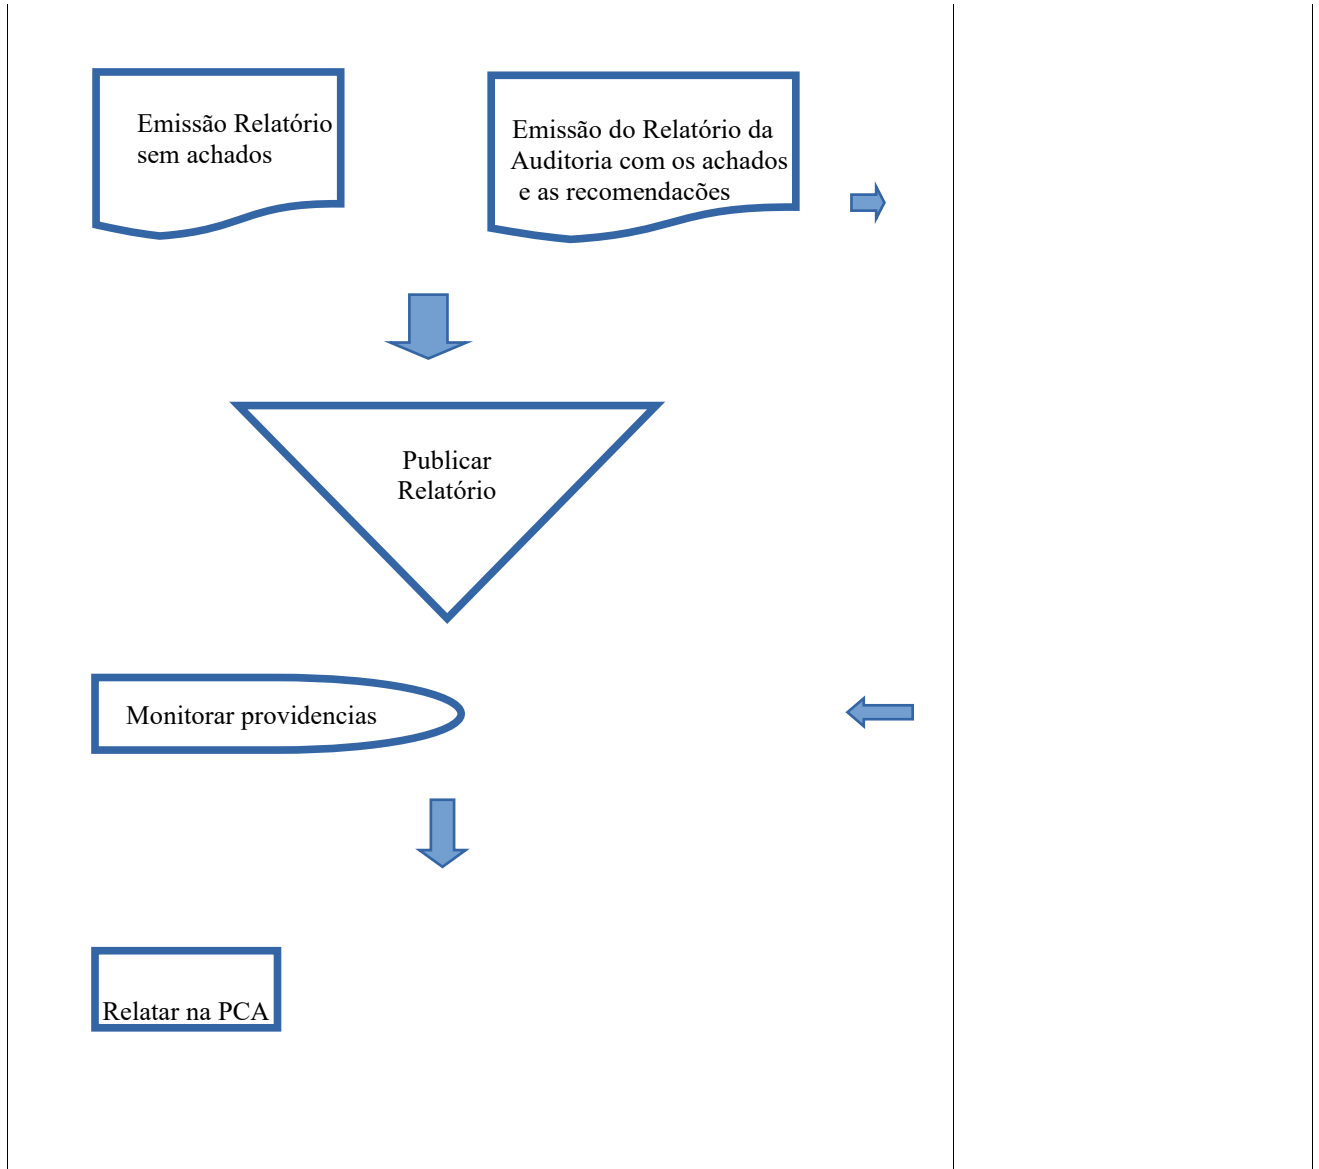 Emissão Relatório
sem achados
Emissão do Relatório da
Auditoria com os achados
e as recomendacões
Publicar
Relatório
Monitorar providencias
Relatar na PCA